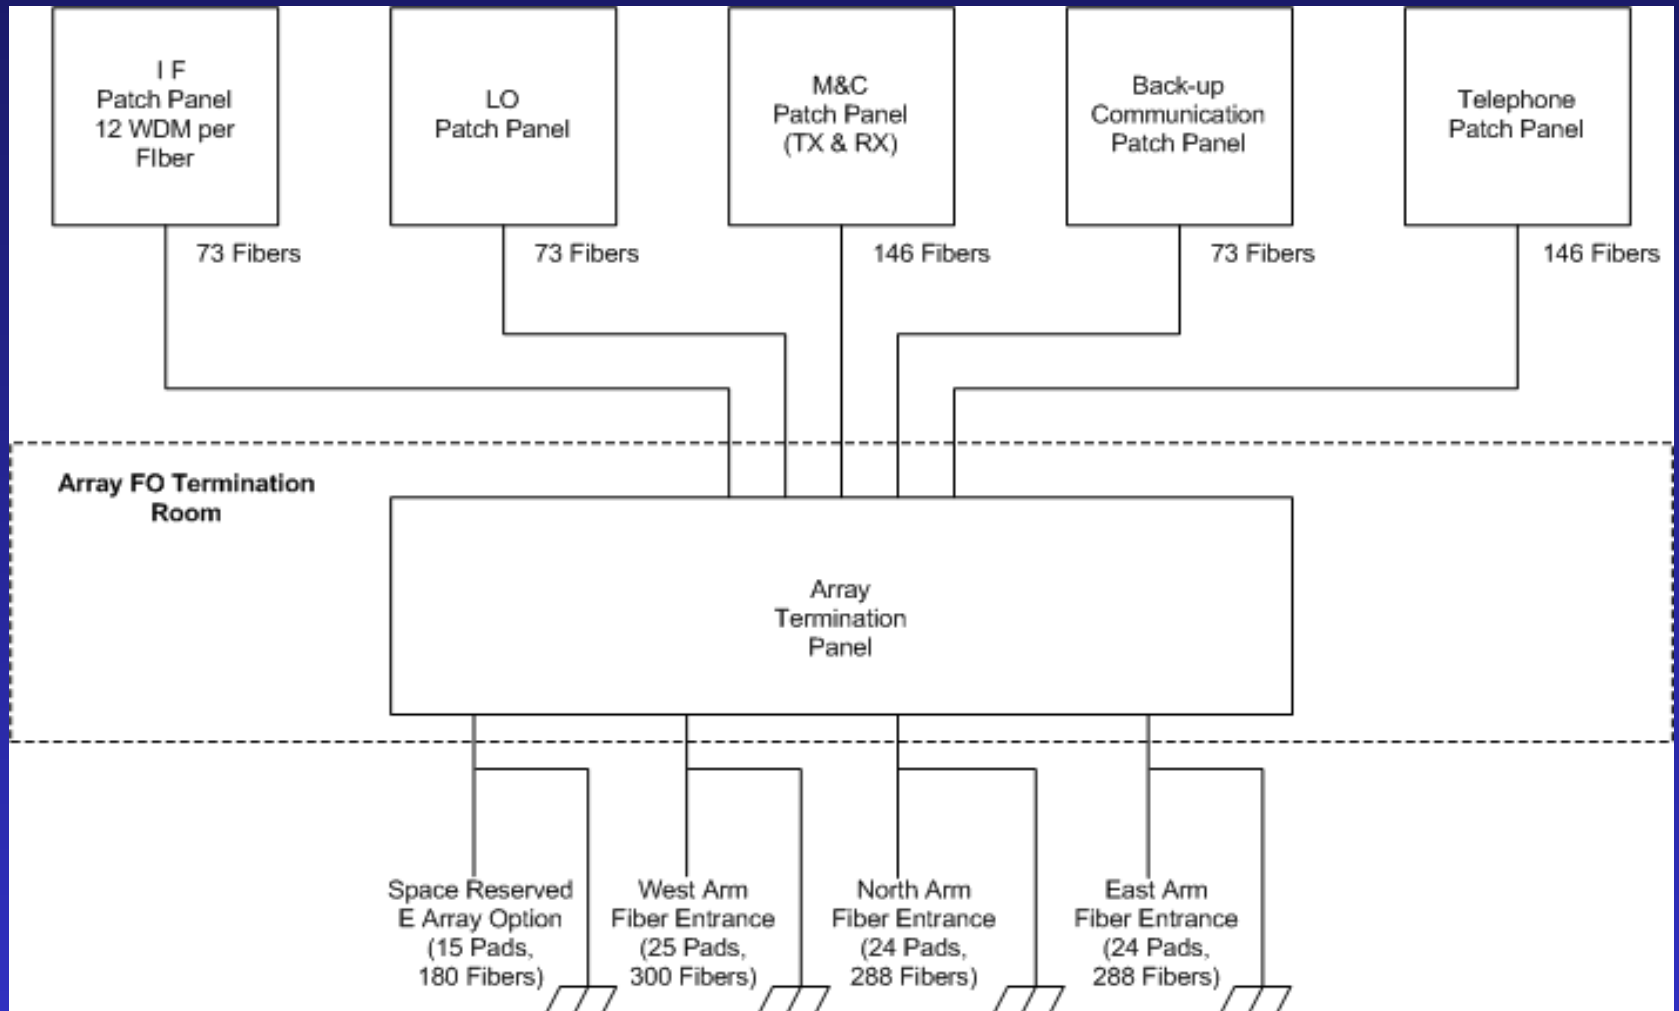 I F
Patch Panel
12 WDM per
FIber
LO
Patch Panel
M&C
Patch Panel
(TX & RX)
Back-up
Communication
Patch Panel
Telephone
Patch Panel
73 Fibers
73 Fibers
146 Fibers
73 Fibers
146 Fibers
Array FO Termination
Room
Array
Termination
Panel
Space Reserved
E Array Option
(15 Pads,
180 Fibers)
West Arm
Fiber Entrance
(25 Pads,
300 Fibers)
North Arm
Fiber Entrance
(24 Pads,
288 Fibers)
East Arm
Fiber Entrance
(24 Pads,
288 Fibers)